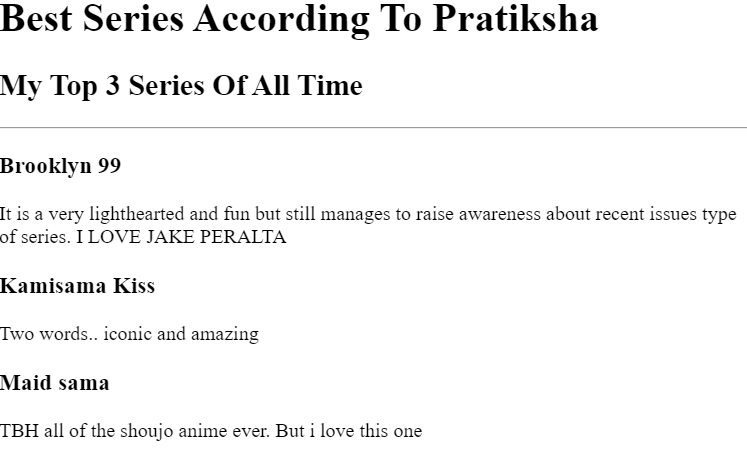 Best Series According To Pratiksha
My Top 3 Series Of All Time
Brooklyn 99
It is a very lighthearted and fun but still manages to raise awareness about recent issues type
of series. I LOVE JAKE PERALTA
Kamisama Kiss
Two words.. iconic and amazing
Maid sama
TBH all of the shoujo anime ever. But i love this one